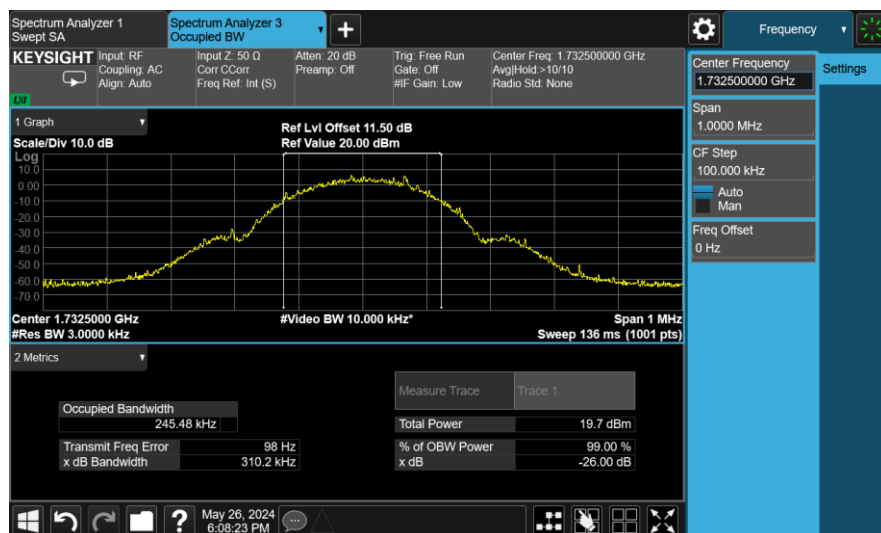 Spectrum Analyzer 1
Swept SA
Spectrum Analyzer 3
Occupied BW
Frequency
KEYSIGHT
Input: RF
Coupling: AC
Align: Auto
Input Z: 50 Ω
Corr CCorr
Freq Ref: Int (S)
Atten: 20 dB
Preamp: Off
Trig: Free Run
Gate: Off
#IF Gain: Low
Center Freq: 1.732500000 GHz
Avg|Hold:>10/10
Radio Std: None
LXI
Center Frequency
1.732500000 GHz
Settings
Span
1.0000 MHz
CF Step
100.000 kHz
Auto
Man
Freq Offset
0 Hz
1 Graph
Scale/Div 10.0 dB
Ref Lvl Offset 11.50 dB
Ref Value 20.00 dBm
Log
10.0
0.00
-10.0
-20.0
-30.0
-40.0
-50.0
-60.0
-70.0
Center 1.7325000 GHz
#Res BW 3.0000 kHz
#Video BW 10.000 kHz*
Span 1 MHz
Sweep 136 ms (1001 pts)
2 Metrics
Measure Trace Trace 1
Occupied Bandwidth
245.48 kHz
Total Power 19.7 dBm
Transmit Freq Error 98 Hz
% of OBW Power 99.00 %
x dB Bandwidth 310.2 kHz
x dB -26.00 dB
?
May 26, 2024
6:08:23 PM